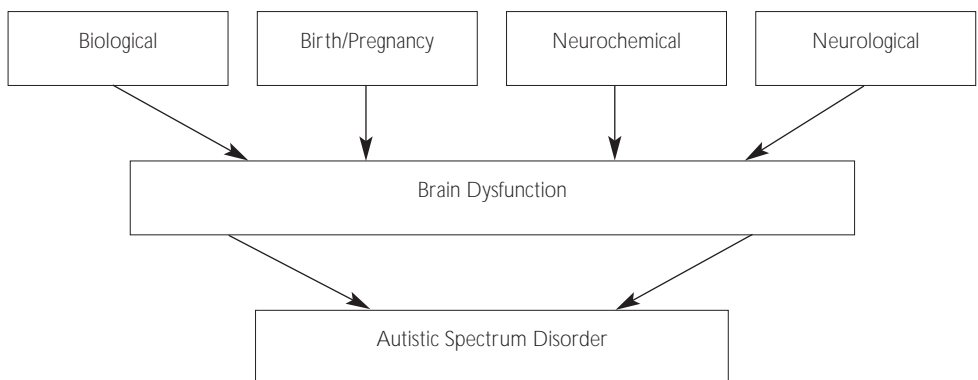 Biological
Birth/Pregnancy
Neurochemical
Neurological
Brain Dysfunction
Autistic Spectrum Disorder